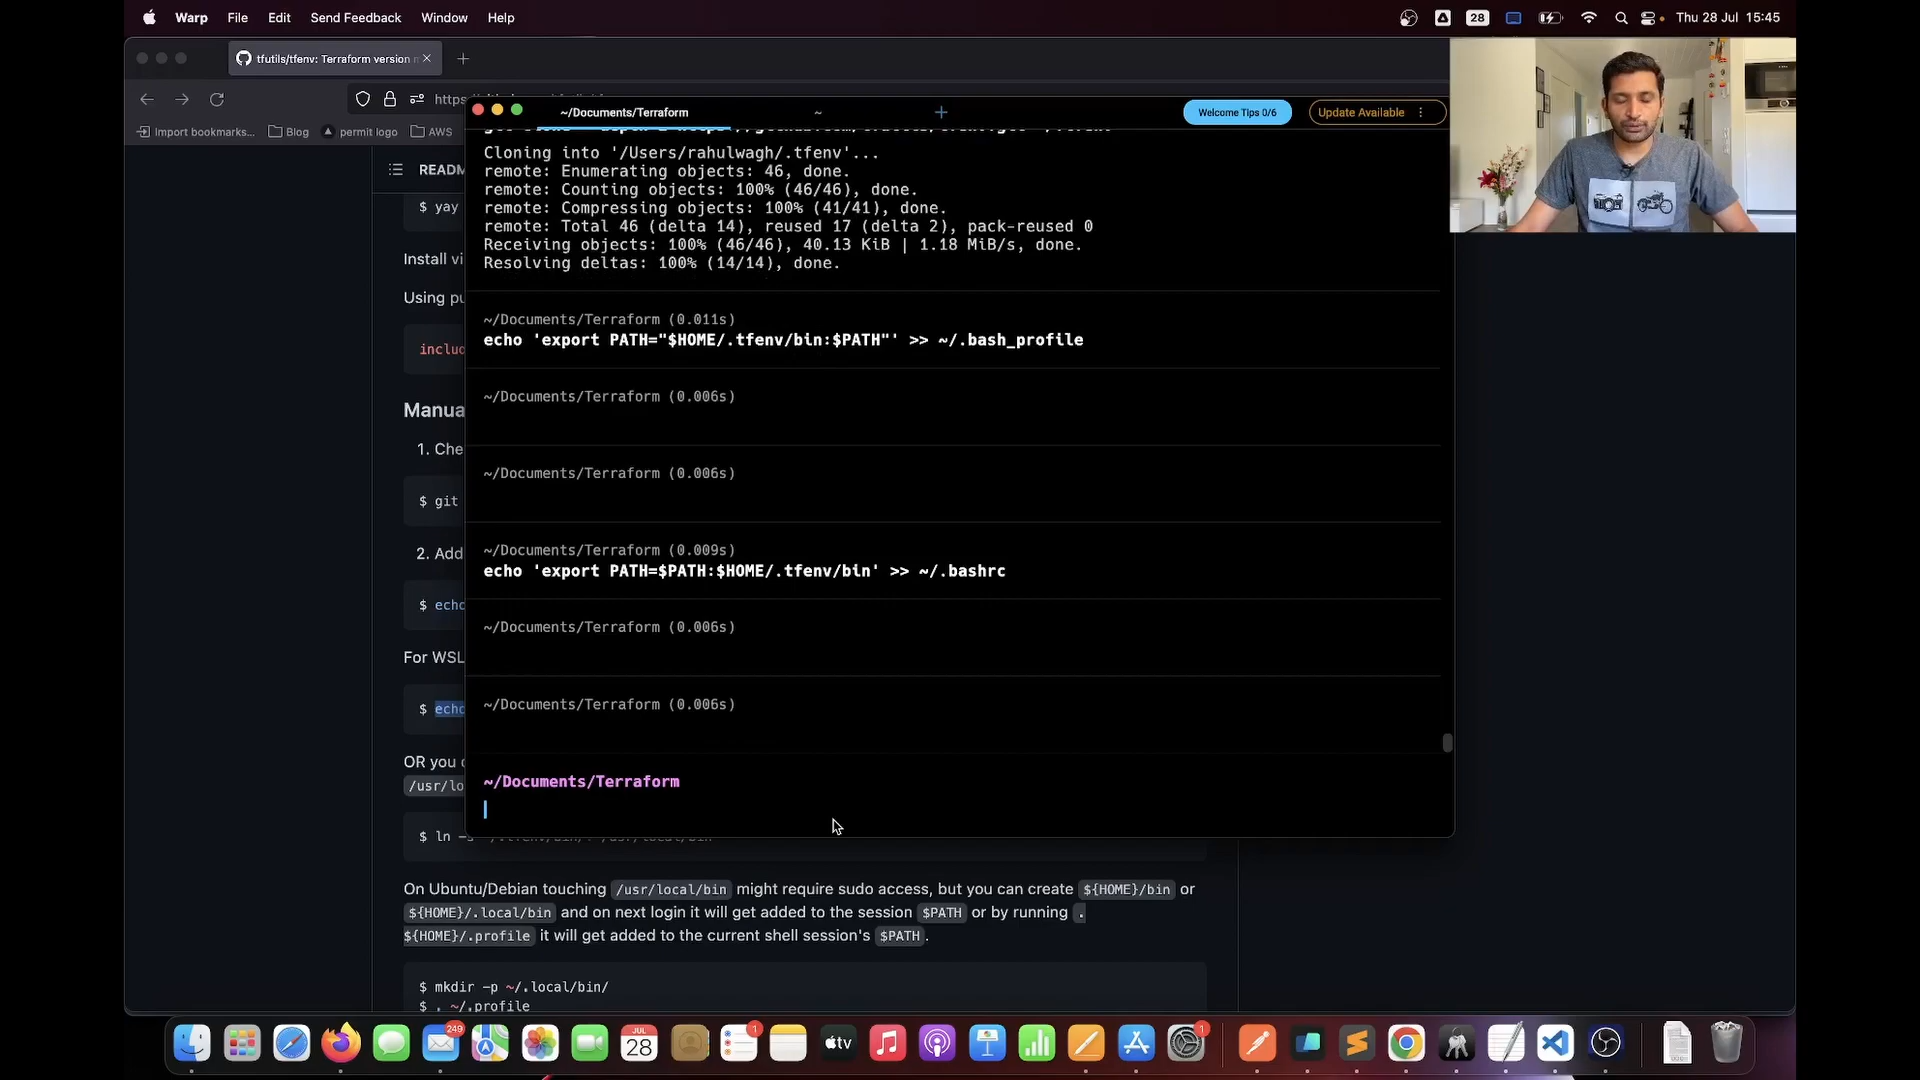 Warp File Edit Send Feedback Window Help
28
Thu 28 Jul 15:45
tfutils/tfenv: Terraform version
Import bookmarks... Blog permit logo AWS
~/Documents/Terraform
~
Welcome Tips 0/6
Update Available
README
Cloning into '/Users/rahulwagh/.tfenv'...
remote: Enumerating objects: 46, done.
remote: Counting objects: 100% (46/46), done.
remote: Compressing objects: 100% (41/41), done.
remote: Total 46 (delta 14), reused 17 (delta 2), pack-reused 0
Receiving objects: 100% (46/46), 40.13 KiB | 1.18 MiB/s, done.
Resolving deltas: 100% (14/14), done.
~/Documents/Terraform (0.011s)
echo 'export PATH="$HOME/.tfenv/bin:$PATH"' >> ~/.bash_profile
~/Documents/Terraform (0.006s)
~/Documents/Terraform (0.006s)
~/Documents/Terraform (0.009s)
echo 'export PATH=$PATH:$HOME/.tfenv/bin' >> ~/.bashrc
~/Documents/Terraform (0.006s)
~/Documents/Terraform (0.006s)
~/Documents/Terraform
$ yay
Install vi
Using pu
includ
Manua
1. Che
$ git
2. Add
$ echo
For WSL
$ echo
OR you
/usr/lo
$ ln
On Ubuntu/Debian touching /usr/local/bin might require sudo access, but you can create ${HOME}/bin or
${HOME}/.local/bin and on next login it will get added to the session $PATH or by running .
${HOME}/.profile it will get added to the current shell session's $PATH.
$ mkdir -p ~/.local/bin/
$ . ~/.profile
249
JUL
28
1
tv
1